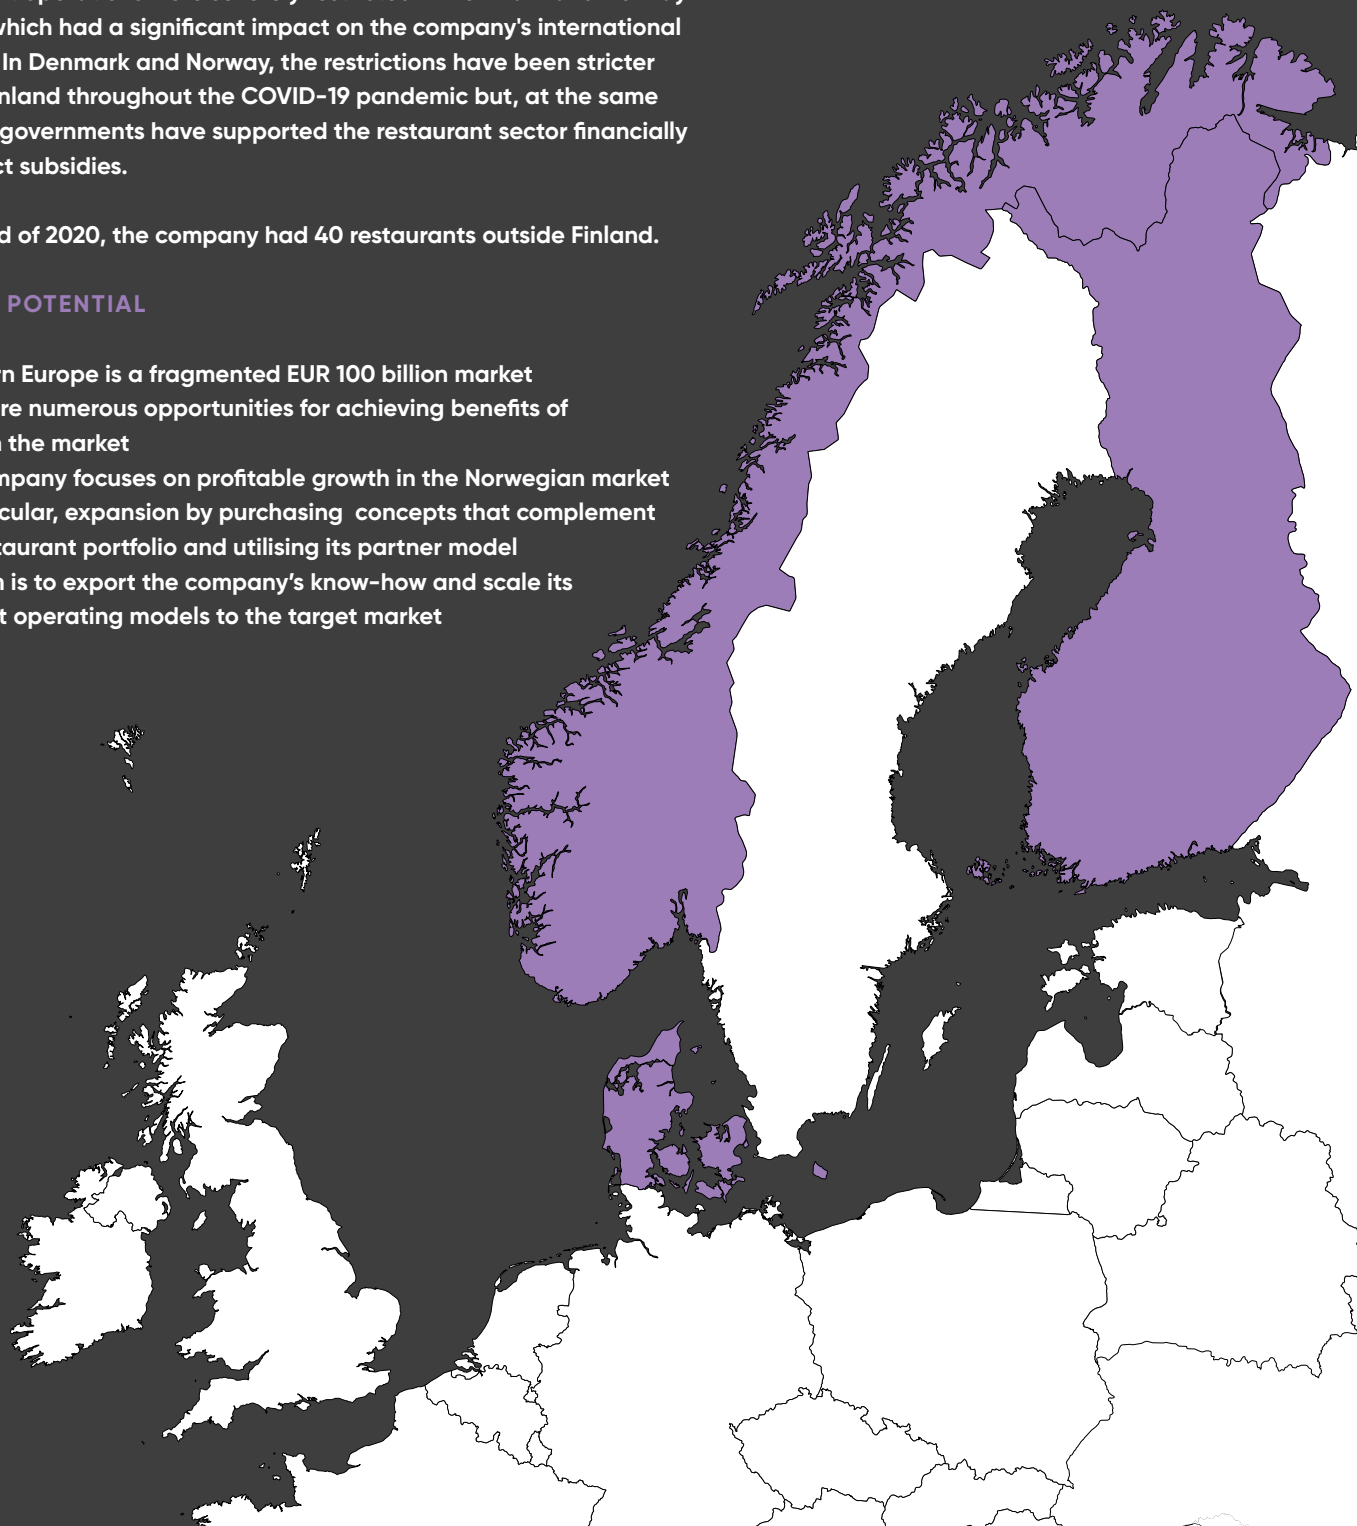 which had a significant impact on the company's international
In Denmark and Norway, the restrictions have been stricter
nland throughout the COVID-19 pandemic but, at the same
governments have supported the restaurant sector financially
ct subsidies.
d of 2020, the company had 40 restaurants outside Finland.
POTENTIAL
rn Europe is a fragmented EUR 100 billion market
re numerous opportunities for achieving benefits of
the market
mpany focuses on profitable growth in the Norwegian market
cular, expansion by purchasing concepts that complement
taurant portfolio and utilising its partner model
n is to export the company’s know-how and scale its
t operating models to the target market